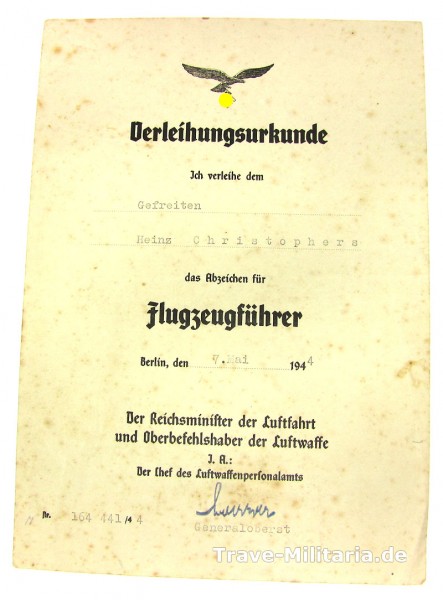 Verleihungsurkunde
Ich verleihe dem
Gefreiten
Heinz Christophers
das Abzeichen für
Flugzeugführer
Berlin, den 7. Mai 1944
Der Reichsminister der Luftfahrt
und Oberbefehlshaber der Luftwaffe
J. A.:
Der Chef des Luftwaffenpersonalamts
Generaloberst
Nr. 164 441/44
Trave-Militaria.de